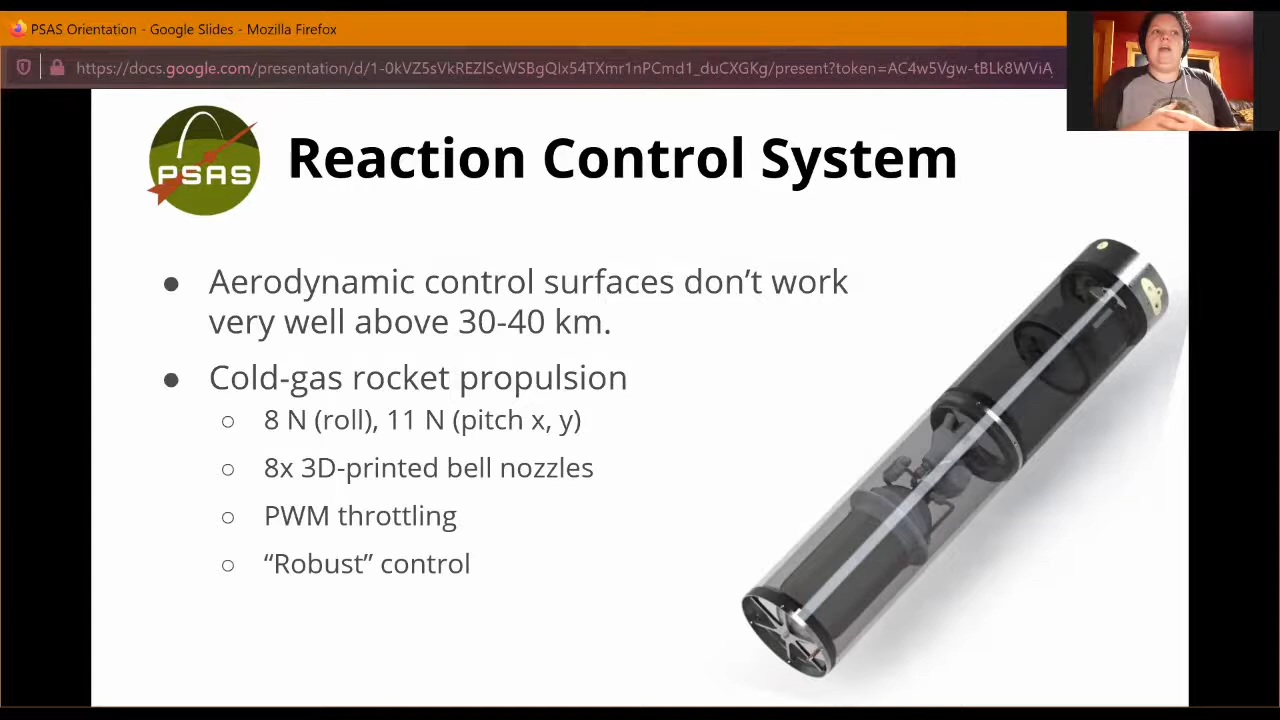 PSAS Orientation - Google Slides - Mozilla Firefox
https://docs.google.com/presentation/d/1-0kVZ5sVkREZIScWSBgQIx54TXmr1nPCmd1_duCXGKg/present?token=AC4w5Vgw-tBLk8WViA
PSAS
Reaction Control System
● Aerodynamic control surfaces don’t work
very well above 30-40 km.
● Cold-gas rocket propulsion
○ 8 N (roll), 11 N (pitch x, y)
○ 8x 3D-printed bell nozzles
○ PWM throttling
○ “Robust” control